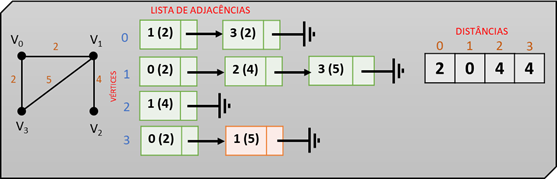 LISTA DE ADJACÊNCIAS
DISTÂNCIAS
VÉRTICES
V0 2 V1
2 5 4
V3 V2
0 1 (2) 3 (2)
1 0 (2) 2 (4) 3 (5)
2 1 (4)
3 0 (2) 1 (5)
0 1 2 3
2 0 4 4